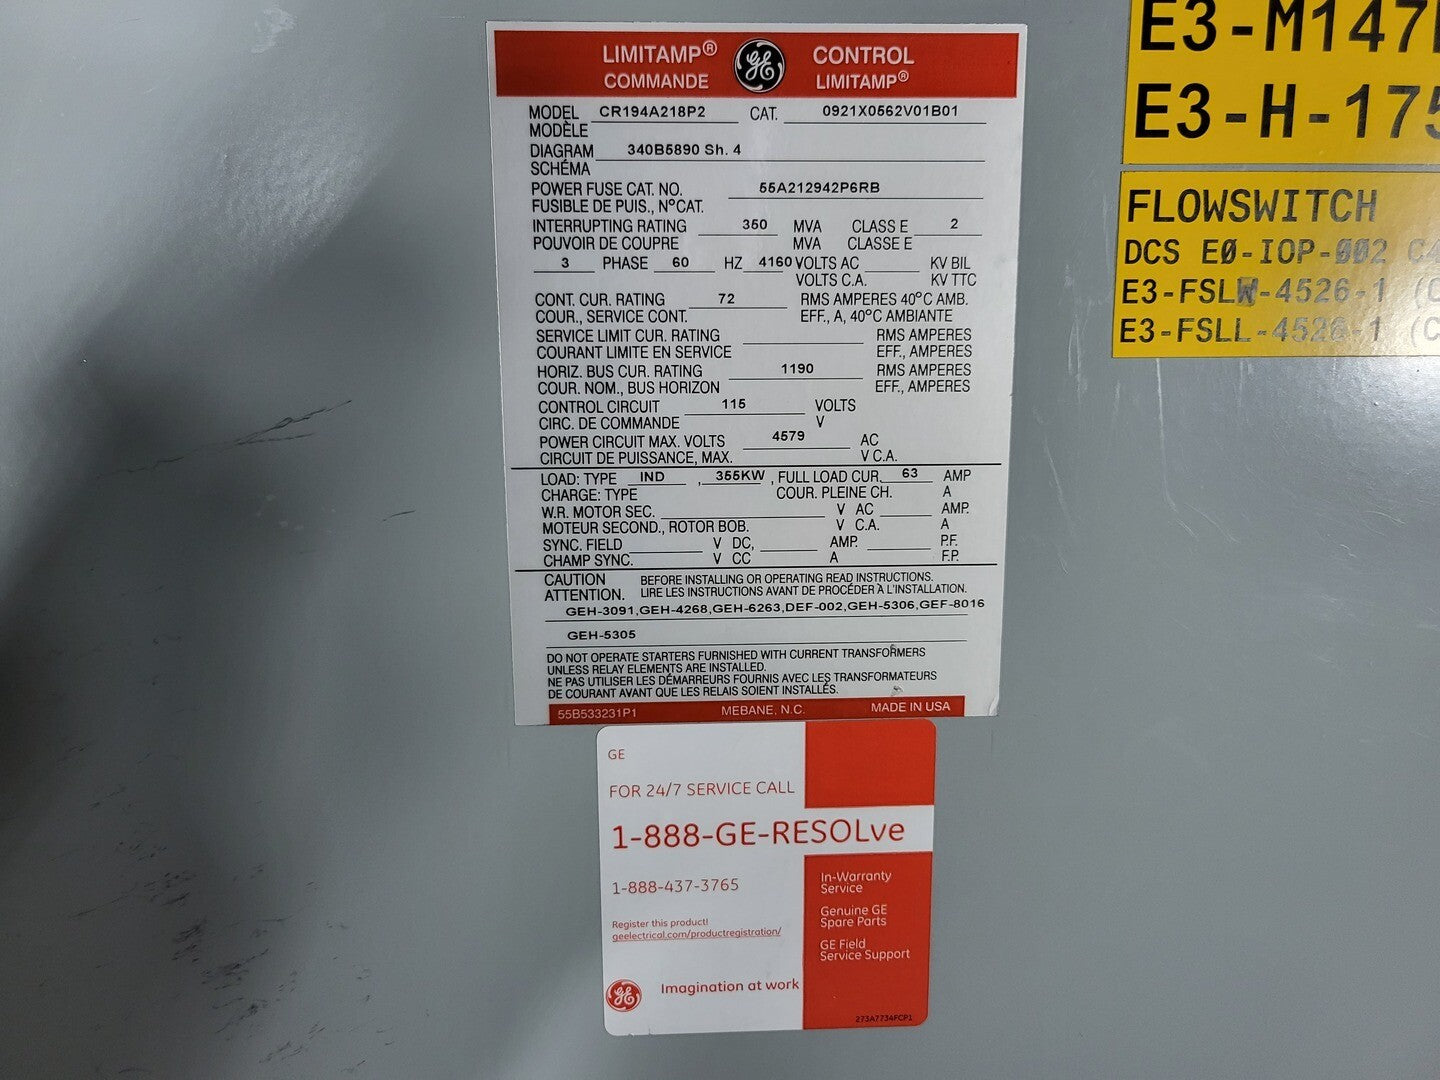 LIMITAMP® GE CONTROL
COMMANDE LIMITAMP®
MODEL CR194A218P2 CAT. 0921X0562V01B01
MODÈLE
DIAGRAM 340B5890 Sh. 4
SCHÉMA
POWER FUSE CAT. NO. 55A212942P6RB
FUSIBLE DE PUIS., N°CAT.
INTERRUPTING RATING 350 MVA CLASS E 2
POUVOIR DE COUPRE MVA CLASSE E
3 PHASE 60 HZ 4160 VOLTS AC KV BIL
VOLTS C.A. KV TTC
CONT. CUR. RATING 72 RMS AMPERES 40°C AMB.
COUR., SERVICE CONT. EFF., A, 40°C AMBIANTE
SERVICE LIMIT CUR. RATING RMS AMPERES
COURANT LIMITE EN SERVICE EFF., AMPERES
HORIZ. BUS CUR. RATING 1190 RMS AMPERES
COUR. NOM., BUS HORIZON EFF., AMPERES
CONTROL CIRCUIT 115 VOLTS
CIRC. DE COMMANDE V
POWER CIRCUIT MAX. VOLTS 4579 AC
CIRCUIT DE PUISSANCE, MAX. V C.A.
LOAD: TYPE IND , 355KW , FULL LOAD CUR. 63 AMP
CHARGE: TYPE COUR. PLEINE CH. A
W.R. MOTOR SEC. V AC AMP.
MOTEUR SECOND., ROTOR BOB. V C.A. A
SYNC. FIELD V DC, AMP. P.F.
CHAMP SYNC. V CC A F.P.
CAUTION BEFORE INSTALLING OR OPERATING READ INSTRUCTIONS.
ATTENTION. LIRE LES INSTRUCTIONS AVANT DE PROCÉDER À L'INSTALLATION.
GEH-3091,GEH-4268,GEH-6263,DEF-002,GEH-5306,GEF-8016
GEH-5305
DO NOT OPERATE STARTERS FURNISHED WITH CURRENT TRANSFORMERS
UNLESS RELAY ELEMENTS ARE INSTALLED.
NE PAS UTILISER LES DÉMARREURS FOURNIS AVEC LES TRANSFORMATEURS
DE COURANT AVANT QUE LES RELAIS SOIENT INSTALLÉS.
55B533231P1 MEBANE, N.C. MADE IN USA
GE
FOR 24/7 SERVICE CALL
1-888-GE-RESOLve
1-888-437-3765
Register this product!
geelectrical.com/productregistration/
In-Warranty
Service
Genuine GE
Spare Parts
GE Field
Service Support
GE Imagination at work
273A7734FCP1
E3-M147
E3-H-175
FLOWSWITCH
DCS E0-IOP-002 C4
E3-FSLW-4526-1 (C
E3-FSLL-4526-1 (C